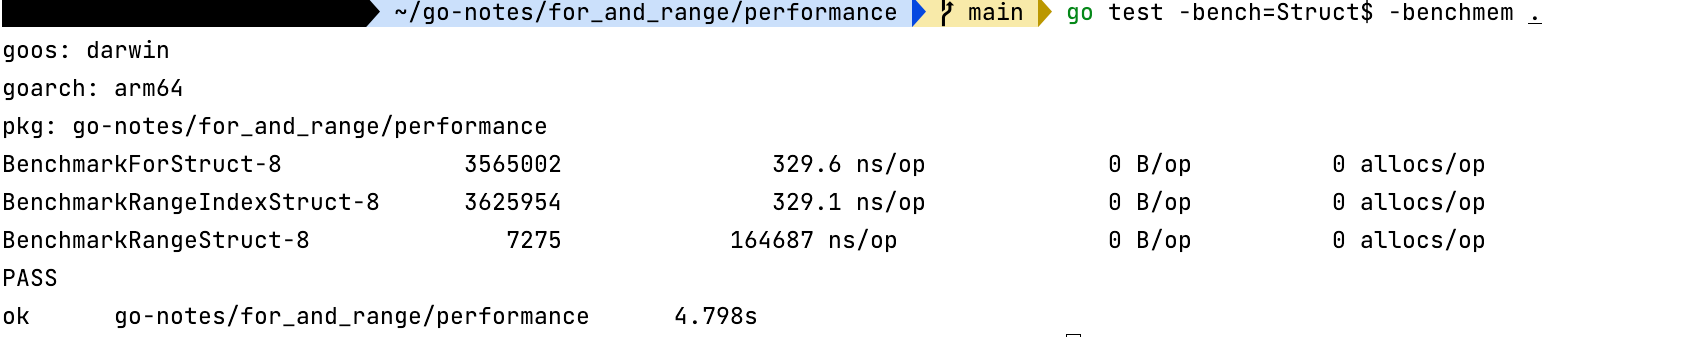 ~/go-notes/for_and_range/performance main go test -bench=Struct$ -benchmem .
goos: darwin
goarch: arm64
pkg: go-notes/for_and_range/performance
BenchmarkForStruct-8 3565002 329.6 ns/op 0 B/op 0 allocs/op
BenchmarkRangeIndexStruct-8 3625954 329.1 ns/op 0 B/op 0 allocs/op
BenchmarkRangeStruct-8 7275 164687 ns/op 0 B/op 0 allocs/op
PASS
ok go-notes/for_and_range/performance 4.798s